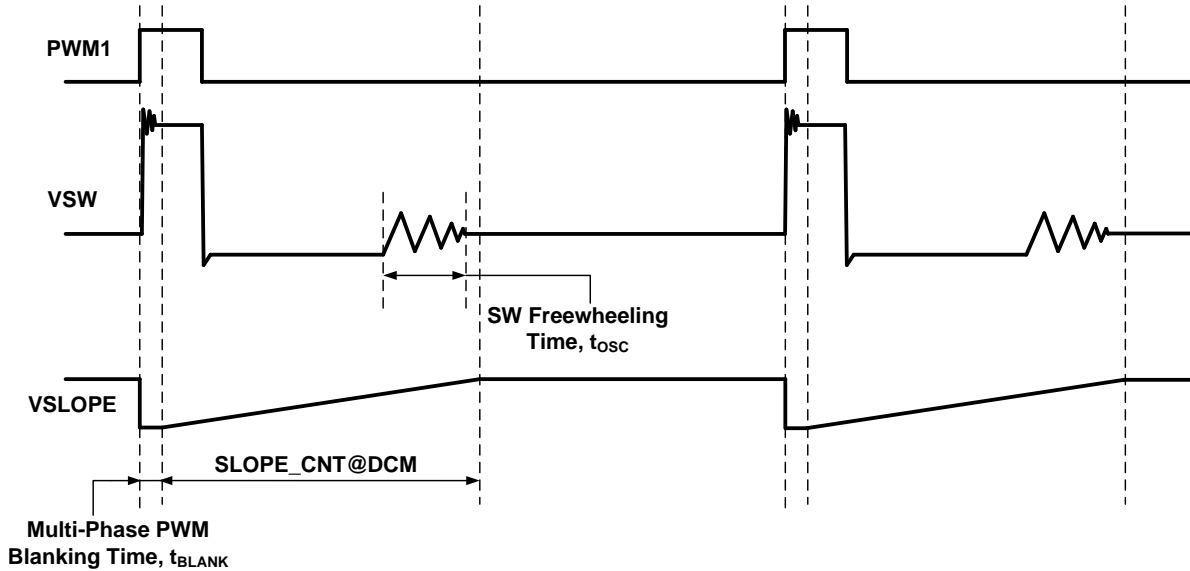 PWM1
VSW
SW Freewheeling
Time, tOSC
VSLOPE
SLOPE_CNT@DCM
Multi-Phase PWM
Blanking Time, tBLANK